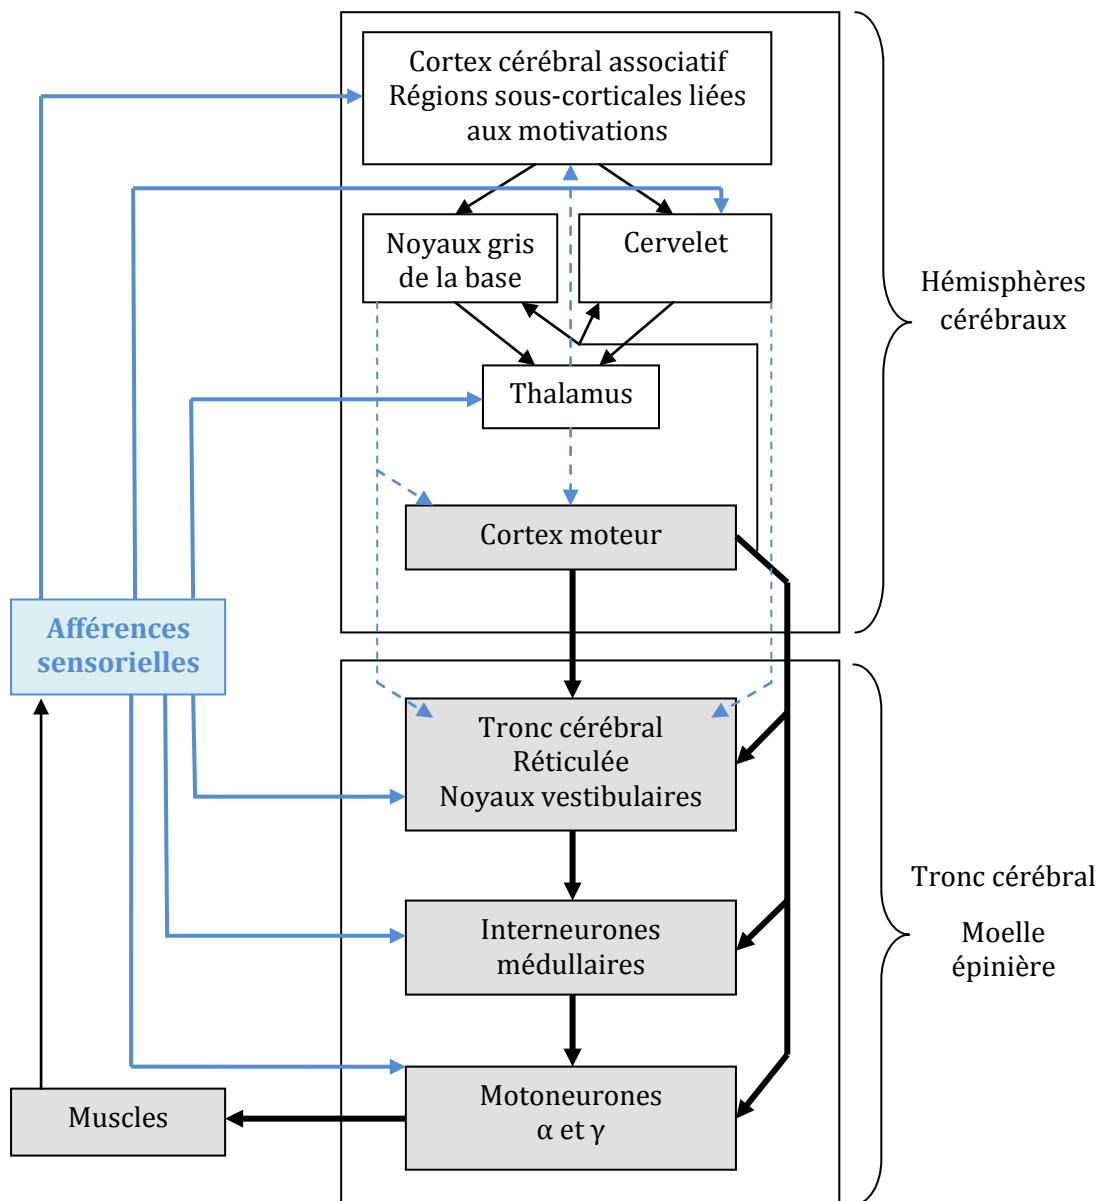 Cortex cérébral associatif
Régions sous-corticales liées
aux motivations
Noyaux gris
de la base
Cervelet
Hémisphères
cérébraux
Thalamus
Cortex moteur
Afférences
sensorielles
Tronc cérébral
Réticulée
Noyaux vestibulaires
Tronc cérébral
Moelle
épinière
Interneurones
médullaires
Muscles
Motoneurones
α et γ